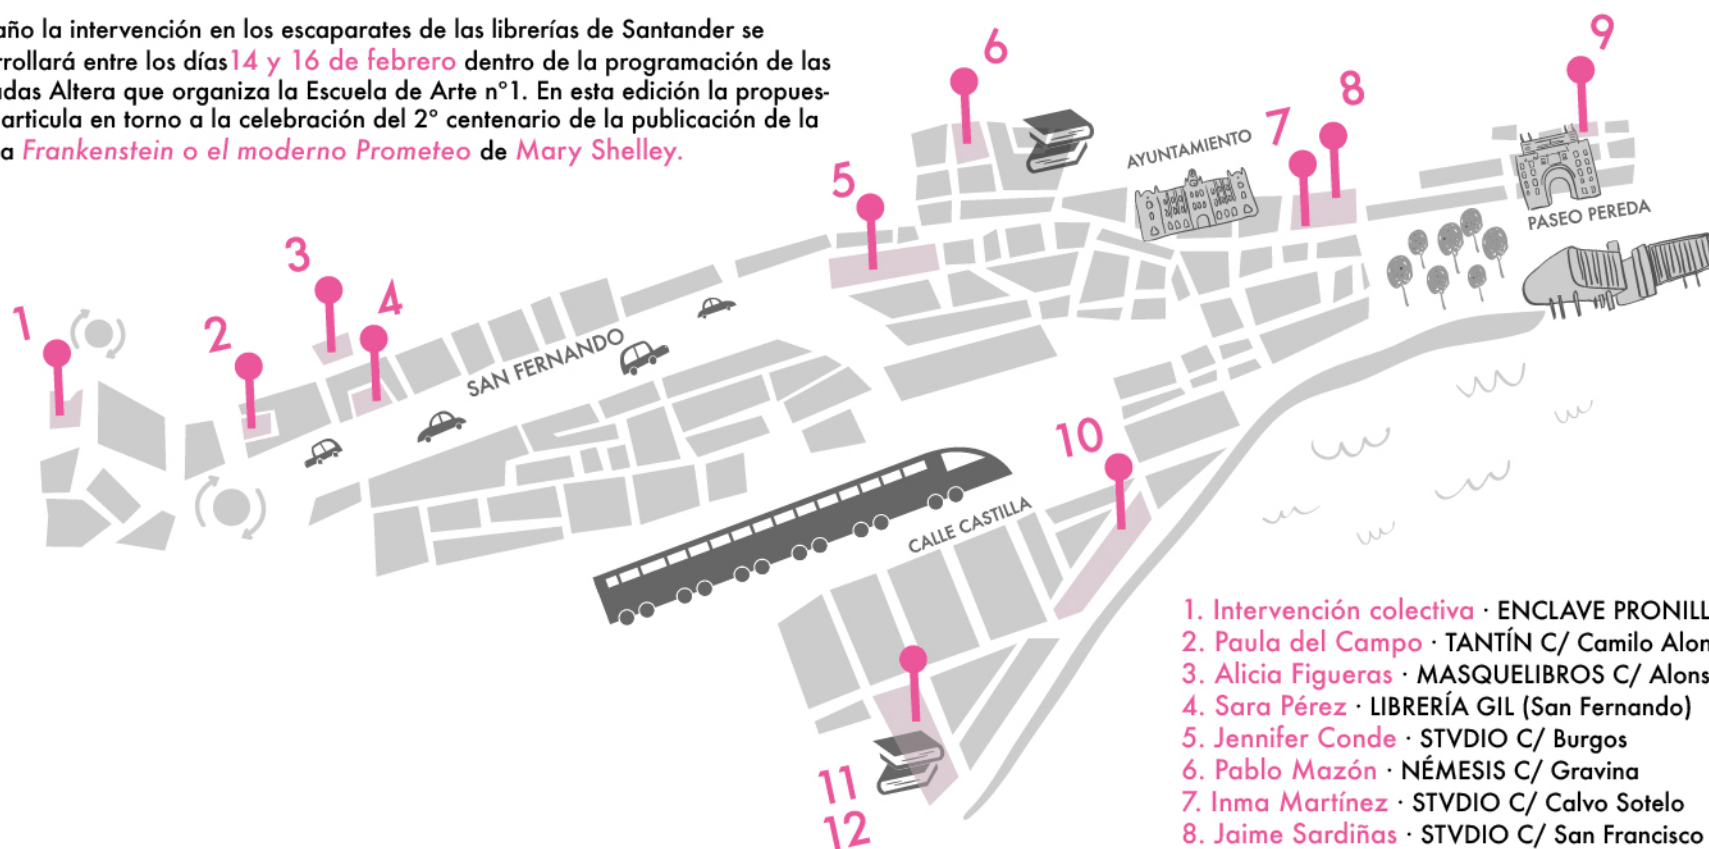 año la intervención en los escaparates de las librerías de Santander se
rrollará entre los días 14 y 16 de febrero dentro de la programación de las
das Altera que organiza la Escuela de Arte nº1. En esta edición la propues-
articula en torno a la celebración del 2º centenario de la publicación de la
a Frankenstein o el moderno Prometeo de Mary Shelley.
1
2
3
4
5
6
7
8
9
10
11
12
AYUNTAMIENTO
PASEO PEREDA
SAN FERNANDO
CALLE CASTILLA
1. Intervención colectiva · ENCLAVE PRONILL
2. Paula del Campo · TANTÍN C/ Camilo Alon
3. Alicia Figueras · MASQUELIBROS C/ Alons
4. Sara Pérez · LIBRERÍA GIL (San Fernando)
5. Jennifer Conde · STVDIO C/ Burgos
6. Pablo Mazón · NÉMESIS C/ Gravina
7. Inma Martínez · STVDIO C/ Calvo Sotelo
8. Jaime Sardiñas · STVDIO C/ San Francisco